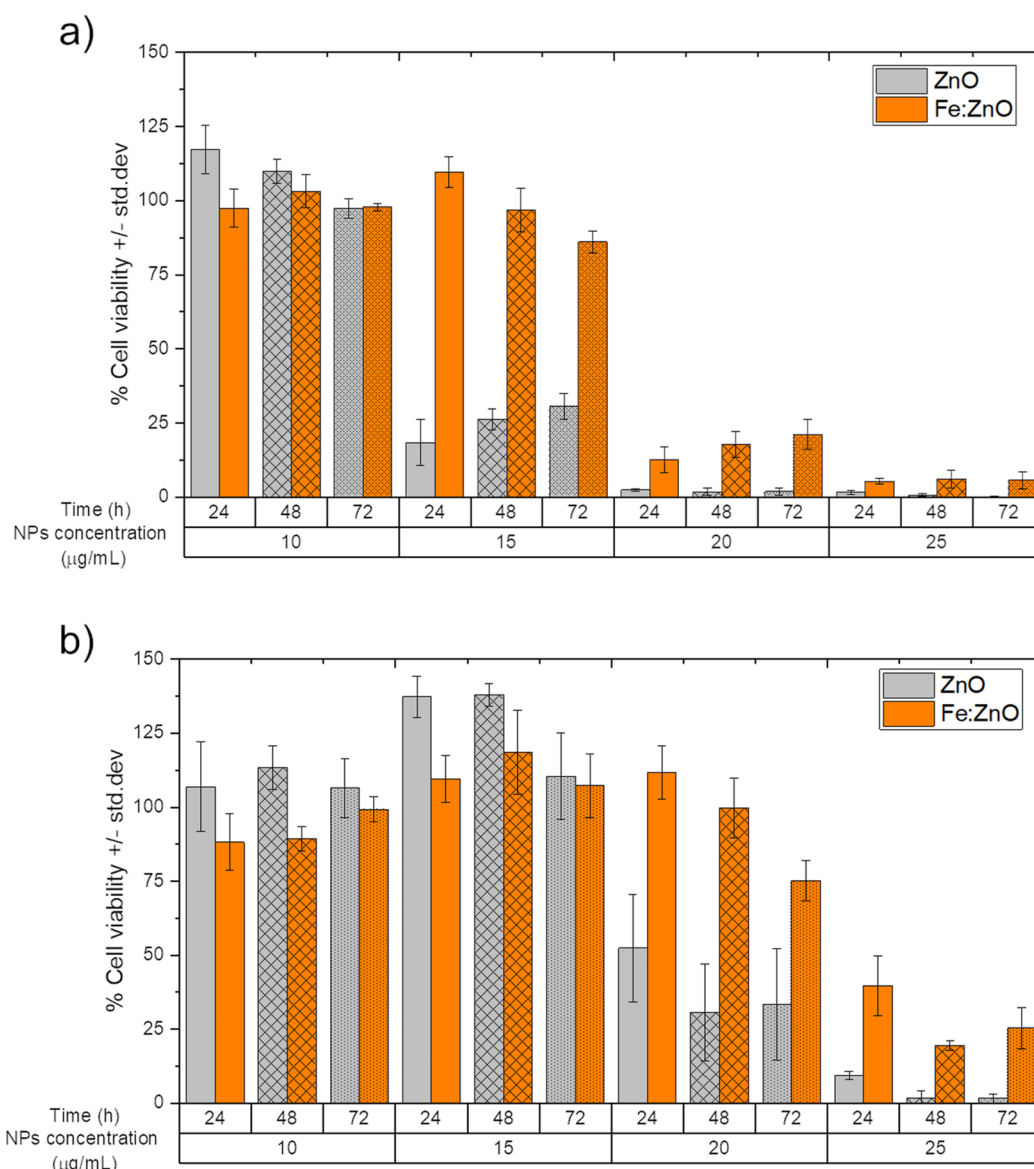 a)
150
125
100
75
50
25
0
% Cell viability +/- std.dev
ZnO
Fe:ZnO
Time (h) 24 48 72 24 48 72 24 48 72 24 48 72
NPs concentration
(μg/mL)
10 15 20 25
b)
150
125
100
75
50
25
0
% Cell viability +/- std.dev
ZnO
Fe:ZnO
Time (h) 24 48 72 24 48 72 24 48 72 24 48 72
NPs concentration
(μg/mL)
10 15 20 25